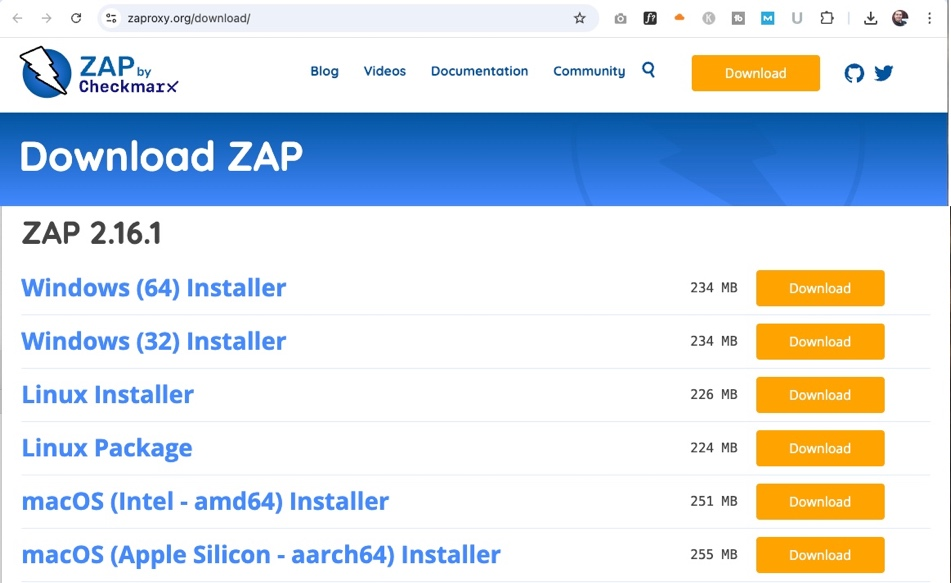 zaproxy.org/download/
ZAP by
Checkmarx
Blog
Videos
Documentation
Community
Download
Download ZAP
ZAP 2.16.1
Windows (64) Installer 234 MB Download
Windows (32) Installer 234 MB Download
Linux Installer 226 MB Download
Linux Package 224 MB Download
macOS (Intel - amd64) Installer 251 MB Download
macOS (Apple Silicon - aarch64) Installer 255 MB Download